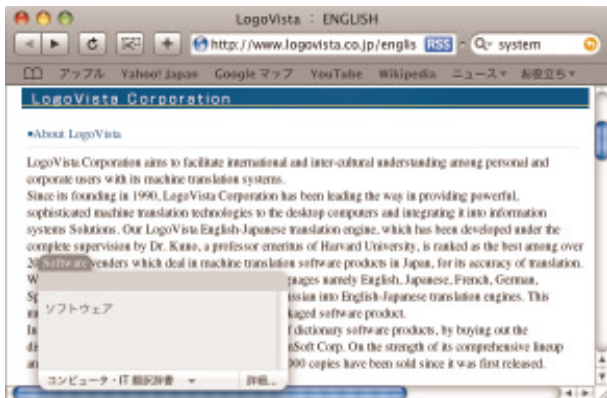 LogoVista : ENGLISH
http://www.logovista.co.jp/englis RSS system
アップル Yahoo! Japan Google マップ YouTube Wikipedia ニュース お役立ち
LogoVista Corporation
About LogoVista
LogoVista Corporation aims to facilitate international and inter-cultural understanding among personal and
corporate users with its machine translation systems.
Since its founding in 1990, LogoVista Corporation has been leading the way in providing powerful,
sophisticated machine translation technologies to the desktop computers and integrating it into information
systems Solutions. Our LogoVista English-Japanese translation engine, which has been developed under the
complete supervision by Dr. Kuno, a professor emeritus of Harvard University, is ranked as the best among over
20 Software venders which deal in machine translation software products in Japan, for its accuracy of translation.
W guages namely English, Japanese, French, German,
Sp ssian into English-Japanese translation engines. This
kaged software product.
In f dictionary software products, by buying out the
di nSoft Corp. On the strength of its comprehensive lineup
an 000 copies have been sold since it was first released.
ソフトウェア
コンピュータ・IT 翻訳辞書 詳細...